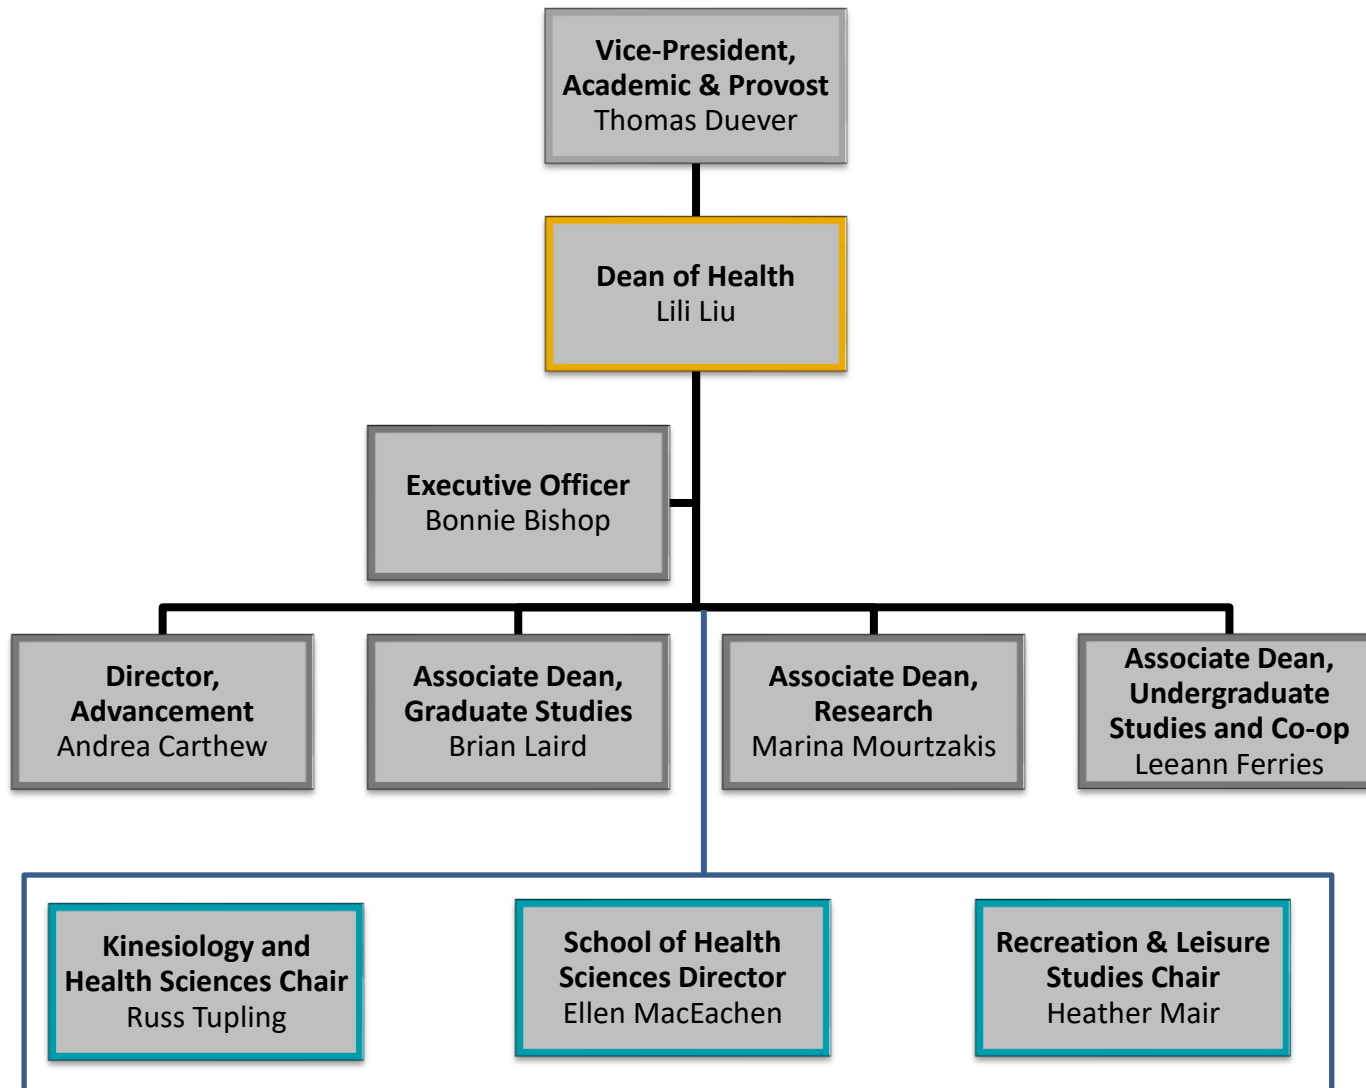 Vice-President,
Academic & Provost
Thomas Duever
Dean of Health
Lili Liu
Executive Officer
Bonnie Bishop
Director,
Advancement
Andrea Carthew
Associate Dean,
Graduate Studies
Brian Laird
Associate Dean,
Research
Marina Mourtzakis
Associate Dean,
Undergraduate
Studies and Co-op
Leeann Ferries
Kinesiology and
Health Sciences Chair
Russ Tupling
School of Health
Sciences Director
Ellen MacEachen
Recreation & Leisure
Studies Chair
Heather Mair